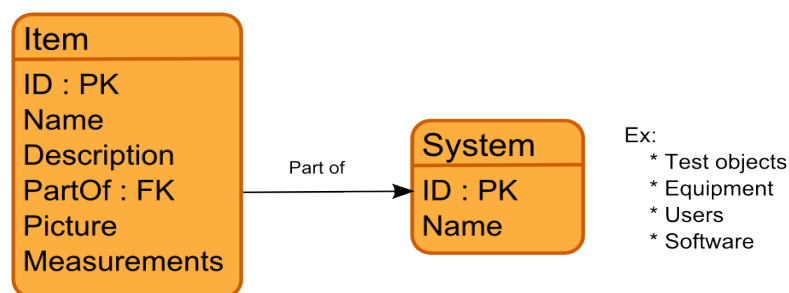 Item
ID : PK
Name
Description
PartOf : FK
Picture
Measurements
Part of
System
ID : PK
Name
Ex:
* Test objects
* Equipment
* Users
* Software